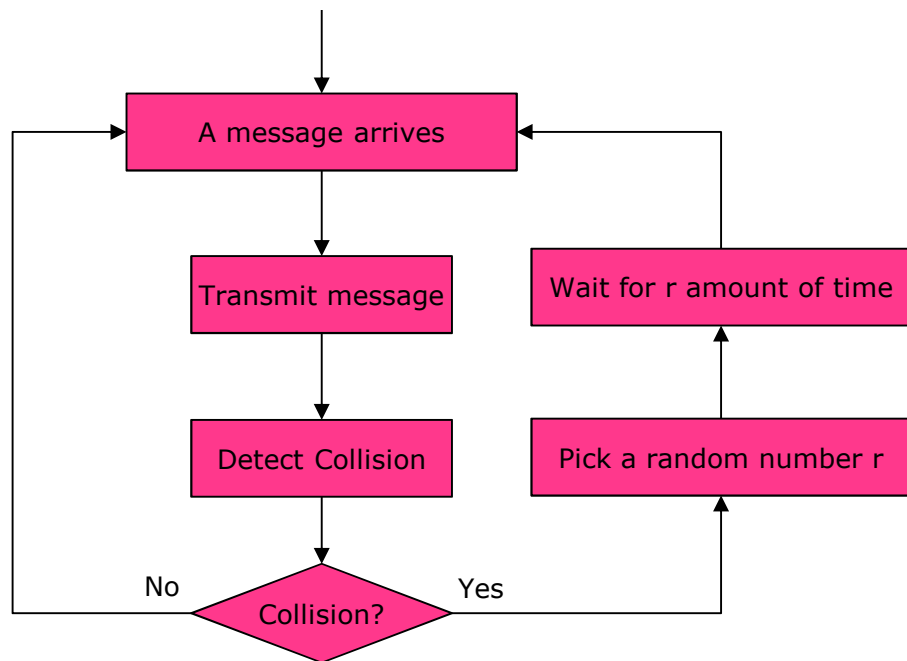 A message arrives
Transmit message
Wait for r amount of time
Detect Collision
Pick a random number r
No
Yes
Collision?